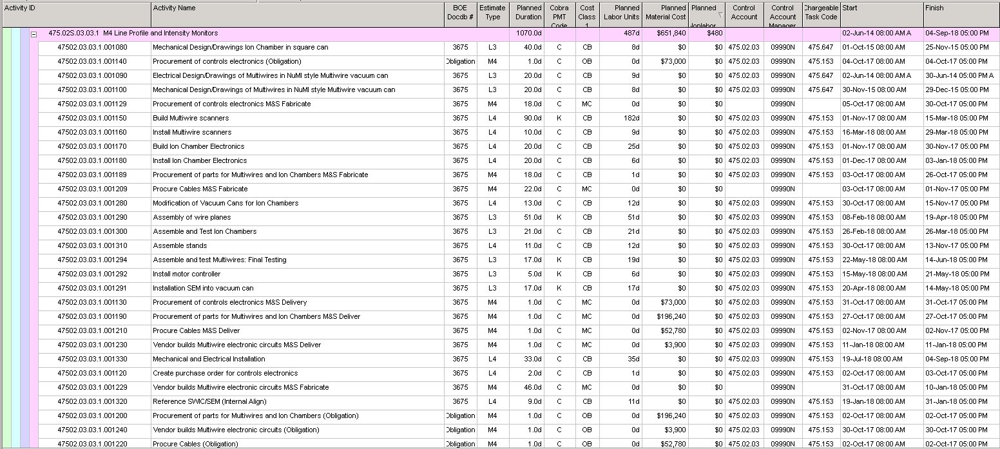 Activity ID Activity Name BOE Docdb # Estimate Type Planned Duration Cobra PMT Code Cost Class 1 Planned Labor Units Planned Material Cost Planned Control Account Control Account Manager Chargeable Task Code Start Finish
475.02S.03.03.1 M4 Line Profile and Intensity Monitors 1070.0d 487d $651,840 $480 02-Jun-14 08:00 AM A 04-Sep-18 05:00 PM
47502.03.03.1.001080 Mechanical Design/Drawings Ion Chamber in square can 3675 L3 40.0d C CB 8d $0 $0 475.02.03 09990N 475.647 01-Oct-15 08:00 AM 25-Nov-15 05:00 PM
47502.03.03.1.001140 Procurement of controls electronics (Obligation) Obligation M4 1.0d C OB 0d $73,000 $0 475.02.03 09990N 475.153 04-Oct-17 08:00 AM 04-Oct-17 05:00 PM
47502.03.03.1.001090 Electrical Design/Drawings of Multiwires in NuMI style Multiwire vacuum can 3675 L3 20.0d C CB 9d $0 $0 475.02.03 09990N 475.647 02-Jun-14 08:00 AM A 30-Jun-14 05:00 PM A
47502.03.03.1.001100 Mechanical Design/Drawings of Multiwires in NuMI style Multiwire vacuum can 3675 L3 20.0d C CB 8d $0 $0 475.02.03 09990N 475.647 30-Nov-15 08:00 AM 29-Dec-15 05:00 PM
47502.03.03.1.001129 Procurement of controls electronics M&S Fabricate 3675 M4 18.0d C MC 0d $0 $0 09990N 05-Oct-17 08:00 AM 30-Oct-17 05:00 PM
47502.03.03.1.001150 Build Multiwire scanners 3675 L4 90.0d K CB 182d $0 $0 475.02.03 09990N 475.153 01-Nov-17 08:00 AM 15-Mar-18 05:00 PM
47502.03.03.1.001160 Install Multiwire scanners 3675 L4 10.0d C CB 9d $0 $0 475.02.03 09990N 475.153 16-Mar-18 08:00 AM 29-Mar-18 05:00 PM
47502.03.03.1.001170 Build Ion Chamber Electronics 3675 L4 20.0d C CB 25d $0 $0 475.02.03 09990N 475.153 01-Nov-17 08:00 AM 30-Nov-17 05:00 PM
47502.03.03.1.001180 Install Ion Chamber Electronics 3675 L4 20.0d C CB 6d $0 $0 475.02.03 09990N 475.153 01-Dec-17 08:00 AM 03-Jan-18 05:00 PM
47502.03.03.1.001189 Procurement of parts for Multiwires and Ion Chambers M&S Fabricate 3675 M4 18.0d C CB 1d $0 $0 475.02.03 09990N 475.153 03-Oct-17 08:00 AM 26-Oct-17 05:00 PM
47502.03.03.1.001209 Procure Cables M&S Fabricate 3675 M4 22.0d C MC 0d $0 $0 09990N 03-Oct-17 08:00 AM 01-Nov-17 05:00 PM
47502.03.03.1.001280 Modification of Vacuum Cans for Ion Chambers 3675 L4 13.0d C CB 12d $0 $0 475.02.03 09990N 475.153 30-Oct-17 08:00 AM 15-Nov-17 05:00 PM
47502.03.03.1.001290 Assembly of wire planes 3675 L3 51.0d K CB 51d $0 $0 475.02.03 09990N 475.153 08-Feb-18 08:00 AM 19-Apr-18 05:00 PM
47502.03.03.1.001300 Assemble and Test Ion Chambers 3675 L3 21.0d C CB 21d $0 $0 475.02.03 09990N 475.153 26-Feb-18 08:00 AM 26-Mar-18 05:00 PM
47502.03.03.1.001310 Assemble stands 3675 L4 11.0d C CB 12d $0 $0 475.02.03 09990N 475.153 30-Oct-17 08:00 AM 13-Nov-17 05:00 PM
47502.03.03.1.001294 Assemble and test Multiwires: Final Testing 3675 L3 17.0d K CB 19d $0 $0 475.02.03 09990N 475.153 22-May-18 08:00 AM 14-Jun-18 05:00 PM
47502.03.03.1.001292 Install motor controller 3675 L3 5.0d K CB 6d $0 $0 475.02.03 09990N 475.153 15-May-18 08:00 AM 21-May-18 05:00 PM
47502.03.03.1.001291 Installation SEM into vacuum can 3675 L3 17.0d K CB 17d $0 $0 475.02.03 09990N 475.153 20-Apr-18 08:00 AM 14-May-18 05:00 PM
47502.03.03.1.001130 Procurement of controls electronics M&S Delivery 3675 M4 1.0d C MC 0d $73,000 $0 475.02.03 09990N 475.153 31-Oct-17 08:00 AM 31-Oct-17 05:00 PM
47502.03.03.1.001190 Procurement of parts for Multiwires and Ion Chambers M&S Deliver 3675 M4 1.0d C MC 0d $196,240 $0 475.02.03 09990N 475.153 27-Oct-17 08:00 AM 27-Oct-17 05:00 PM
47502.03.03.1.001210 Procure Cables M&S Deliver 3675 M4 1.0d C MC 0d $52,780 $0 475.02.03 09990N 475.153 02-Nov-17 08:00 AM 02-Nov-17 05:00 PM
47502.03.03.1.001230 Vendor builds Multiwire electronic circuits M&S Deliver 3675 M4 1.0d C MC 0d $3,900 $0 475.02.03 09990N 475.153 11-Jan-18 08:00 AM 11-Jan-18 05:00 PM
47502.03.03.1.001330 Mechanical and Electrical Installation 3675 L4 33.0d C CB 35d $0 $0 475.02.03 09990N 475.153 19-Jul-18 08:00 AM 04-Sep-18 05:00 PM
47502.03.03.1.001120 Create purchase order for controls electronics 3675 L4 2.0d C CB 1d $0 $0 475.02.03 09990N 475.153 02-Oct-17 08:00 AM 03-Oct-17 05:00 PM
47502.03.03.1.001229 Vendor builds Multiwire electronic circuits M&S Fabricate 3675 M4 46.0d C MC 0d $0 $0 09990N 31-Oct-17 08:00 AM 10-Jan-18 05:00 PM
47502.03.03.1.001320 Reference SWIC/SEM (Internal Align) 3675 L4 9.0d C CB 11d $0 $0 475.02.03 09990N 475.153 19-Jan-18 08:00 AM 31-Jan-18 05:00 PM
47502.03.03.1.001200 Procurement of parts for Multiwires and Ion Chambers (Obligation) Obligation M4 1.0d C OB 0d $196,240 $0 475.02.03 09990N 475.153 02-Oct-17 08:00 AM 02-Oct-17 05:00 PM
47502.03.03.1.001240 Vendor builds Multiwire electronic circuits (Obligation) Obligation M4 1.0d C OB 0d $3,900 $0 475.02.03 09990N 475.153 30-Oct-17 08:00 AM 30-Oct-17 05:00 PM
47502.03.03.1.001220 Procure Cables (Obligation) Obligation M4 1.0d C OB 0d $52,780 $0 475.02.03 09990N 475.153 02-Oct-17 08:00 AM 02-Oct-17 05:00 PM